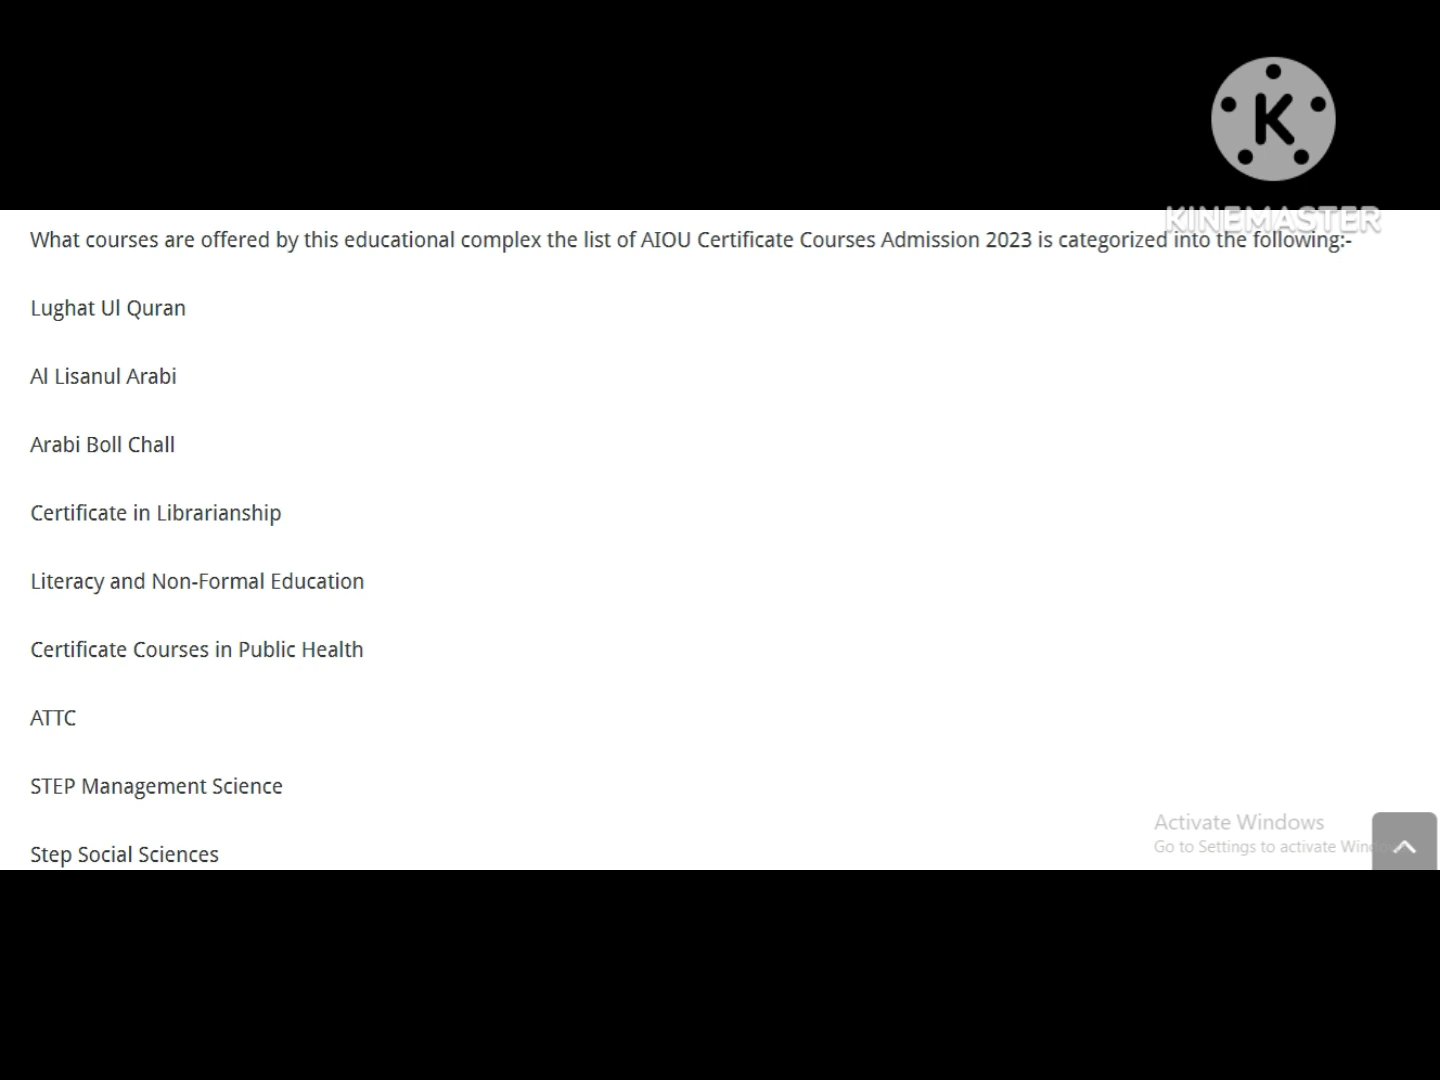 K
KINEMASTER
What courses are offered by this educational complex the list of AIOU Certificate Courses Admission 2023 is categorized into the following:-
Lughat Ul Quran
Al Lisanul Arabi
Arabi Boll Chall
Certificate in Librarianship
Literacy and Non-Formal Education
Certificate Courses in Public Health
ATTC
STEP Management Science
Step Social Sciences
Activate Windows
Go to Settings to activate Windows